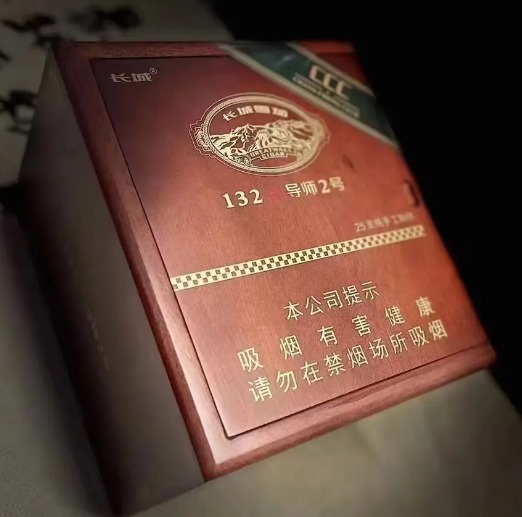 长城®
CCC
长城雪茄
GREATWALL
CIGAR
132 导师2号
25支纯手工制作
本公司提示
吸烟有害健康
请勿在禁烟场所吸烟